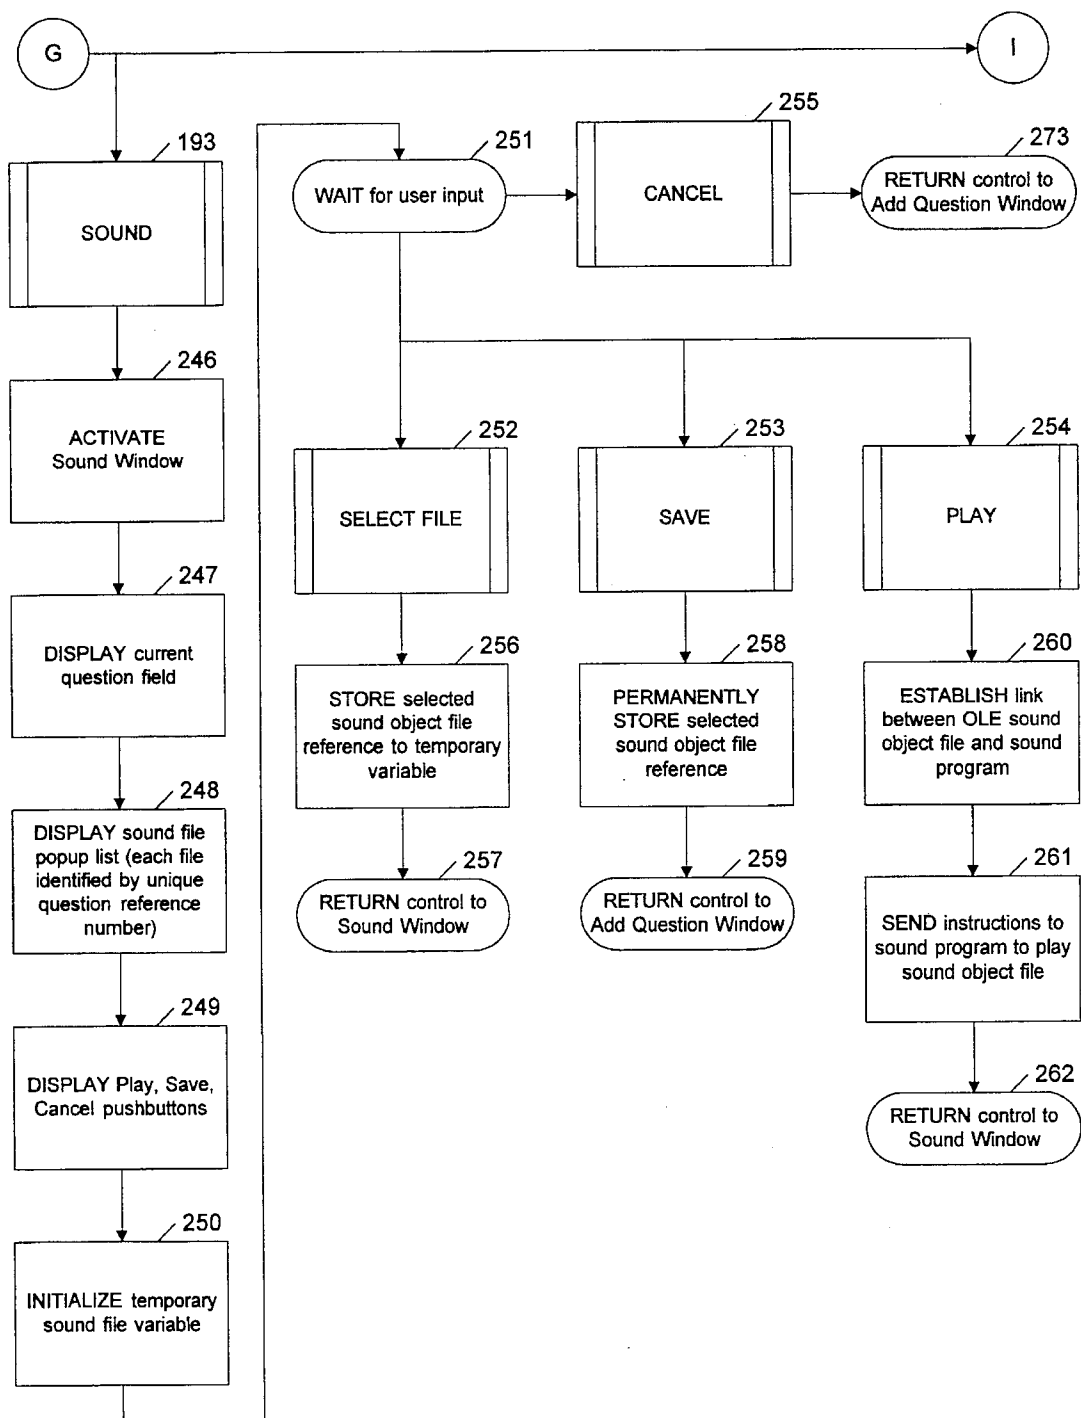 G
I
193
SOUND
246
ACTIVATE
Sound Window
247
DISPLAY current
question field
248
DISPLAY sound file
popup list (each file
identified by unique
question reference
number)
249
DISPLAY Play, Save,
Cancel pushbuttons
250
INITIALIZE temporary
sound file variable
251
WAIT for user input
255
CANCEL
273
RETURN control to
Add Question Window
252
SELECT FILE
256
STORE selected
sound object file
reference to temporary
variable
257
RETURN control to
Sound Window
253
SAVE
258
PERMANENTLY
STORE selected
sound object file
reference
259
RETURN control to
Add Question Window
254
PLAY
260
ESTABLISH link
between OLE sound
object file and sound
program
261
SEND instructions to
sound program to play
sound object file
262
RETURN control to
Sound Window